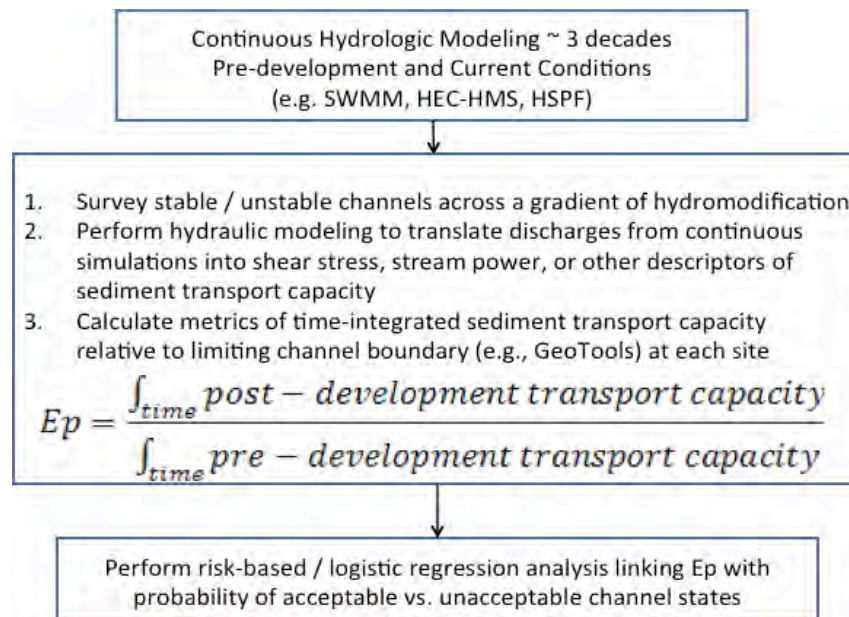 Continuous Hydrologic Modeling ~ 3 decades
Pre-development and Current Conditions
(e.g. SWMM, HEC-HMS, HSPF)
1. Survey stable / unstable channels across a gradient of hydromodification
2. Perform hydraulic modeling to translate discharges from continuous
simulations into shear stress, stream power, or other descriptors of
sediment transport capacity
3. Calculate metrics of time-integrated sediment transport capacity
relative to limiting channel boundary (e.g., GeoTools) at each site
∫time post − development transport capacity
Ep =
∫time pre − development transport capacity
Perform risk-based / logistic regression analysis linking Ep with
probability of acceptable vs. unacceptable channel states